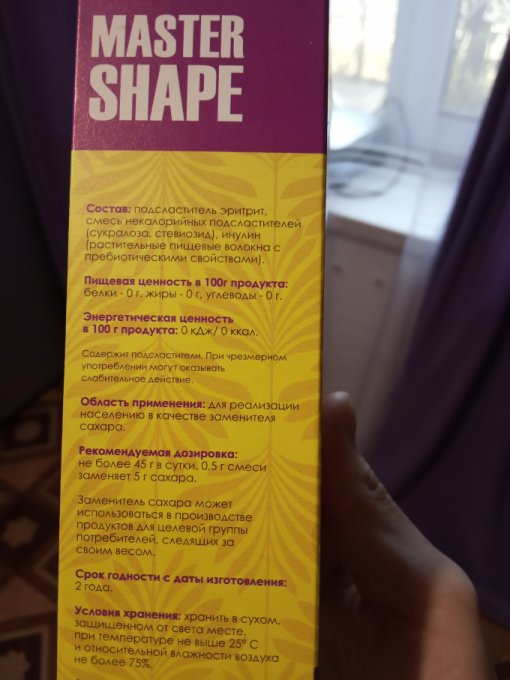 MASTER
SHAPE
Состав: подсластитель эритрит,
смесь некалорийных подсластителей
(сукралоза, стевиозид), инулин
(растительные пищевые волокна с
пребиотическими свойствами).
Пищевая ценность в 100г продукта:
белки - 0 г, жиры - 0 г, углеводы - 0 г.
Энергетическая ценность
в 100 г продукта: 0 кДж/ 0 ккал.
Содержит подсластители. При чрезмерном
употреблении могут оказывать
слабительное действие.
Область применения: для реализации
населению в качестве заменителя
сахара.
Рекомендуемая дозировка:
не более 45 г в сутки. 0,5 г смеси
заменяет 5 г сахара.
Заменитель сахара может
использоваться в производстве
продуктов для целевой группы
потребителей, следящих за
своим весом.
Срок годности с даты изготовления:
2 года.
Условия хранения: хранить в сухом,
защищенном от света месте,
при температуре не выше 25° С
и относительной влажности воздуха
не более 75%.